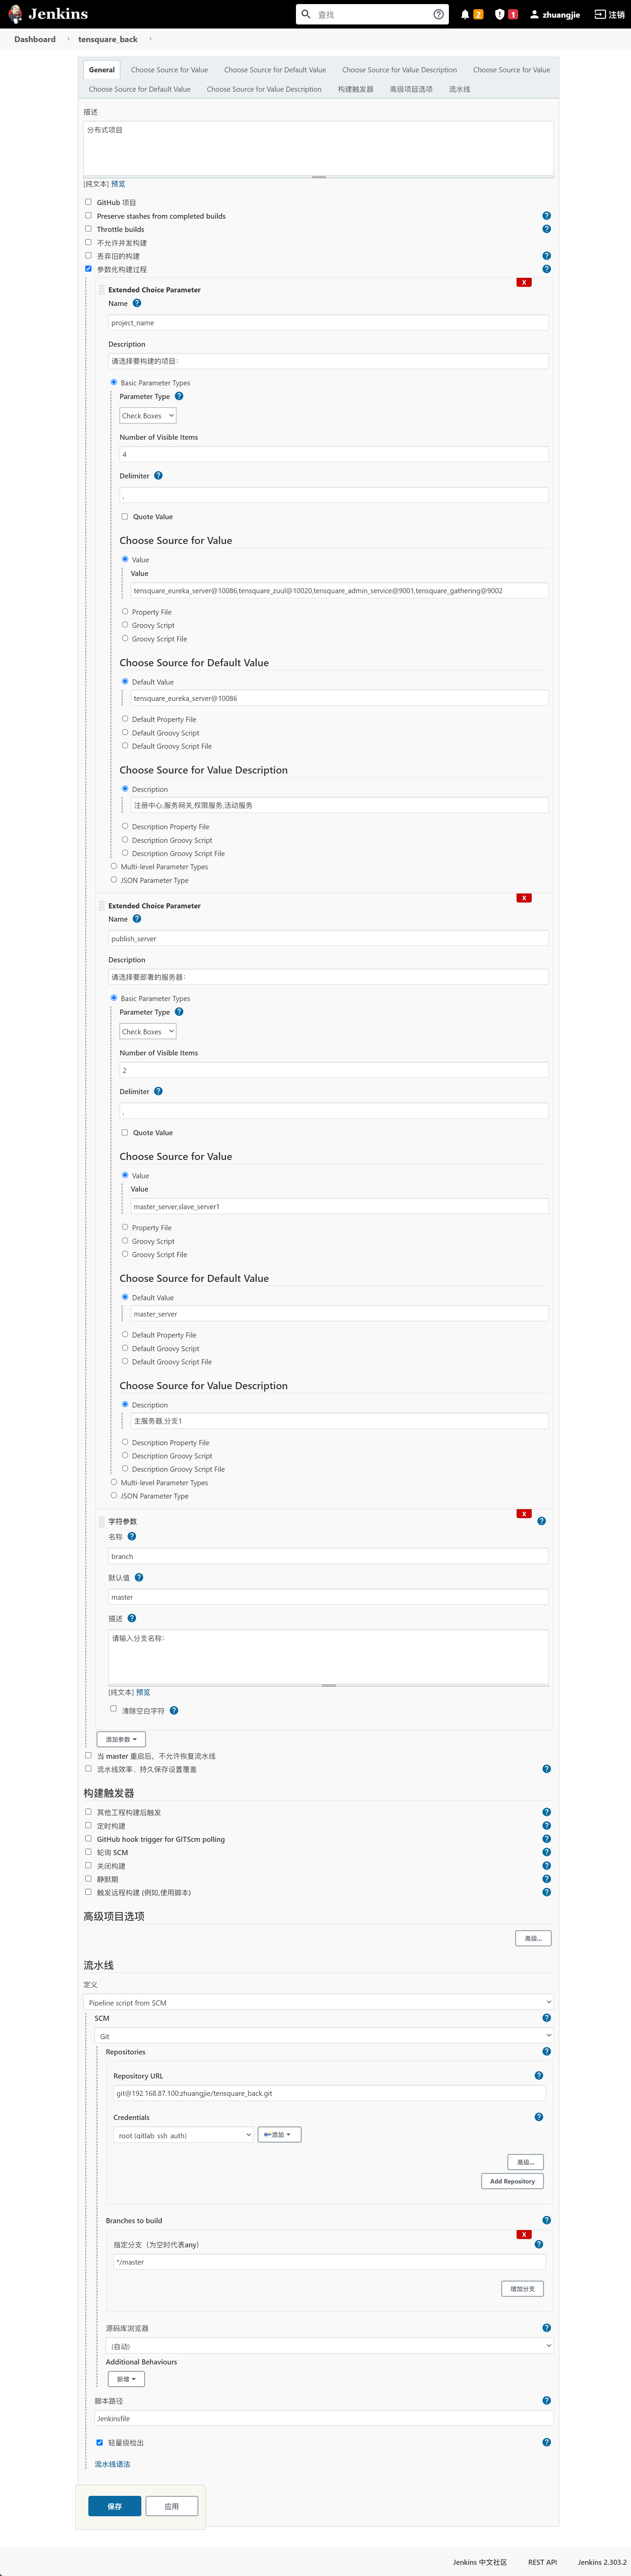 Jenkins
查找
2
1
zhuangjie
注销
Dashboard
tensquare_back
General
Choose Source for Value
Choose Source for Default Value
Choose Source for Value Description
Choose Source for Value
Choose Source for Default Value
Choose Source for Value Description
构建触发器
高级项目选项
流水线
描述
分布式项目
[纯文本] 预览
GitHub 项目
Preserve stashes from completed builds
Throttle builds
不允许并发构建
丢弃旧的构建
参数化构建过程
X
Extended Choice Parameter
Name
project_name
Description
请选择要构建的项目：
Basic Parameter Types
Parameter Type
Check Boxes
Number of Visible Items
4
Delimiter
,
Quote Value
Choose Source for Value
Value
Value
tensquare_eureka_server@10086,tensquare_zuul@10020,tensquare_admin_service@9001,tensquare_gathering@9002
Property File
Groovy Script
Groovy Script File
Choose Source for Default Value
Default Value
tensquare_eureka_server@10086
Default Property File
Default Groovy Script
Default Groovy Script File
Choose Source for Value Description
Description
注册中心,服务网关,权限服务,活动服务
Description Property File
Description Groovy Script
Description Groovy Script File
Multi-level Parameter Types
JSON Parameter Type
X
Extended Choice Parameter
Name
publish_server
Description
请选择要部署的服务器：
Basic Parameter Types
Parameter Type
Check Boxes
Number of Visible Items
2
Delimiter
,
Quote Value
Choose Source for Value
Value
Value
master_server,slave_server1
Property File
Groovy Script
Groovy Script File
Choose Source for Default Value
Default Value
master_server
Default Property File
Default Groovy Script
Default Groovy Script File
Choose Source for Value Description
Description
主服务器,分支1
Description Property File
Description Groovy Script
Description Groovy Script File
Multi-level Parameter Types
JSON Parameter Type
X
字符参数
名称
branch
默认值
master
描述
请输入分支名称：
[纯文本] 预览
清除空白字符
添加参数
当 master 重启后，不允许恢复流水线
流水线效率、持久保存设置覆盖
构建触发器
其他工程构建后触发
定时构建
GitHub hook trigger for GITScm polling
轮询 SCM
关闭构建
静默期
触发远程构建 (例如,使用脚本)
高级项目选项
高级...
流水线
定义
Pipeline script from SCM
SCM
Git
Repositories
Repository URL
git@192.168.87.100:zhuangjie/tensquare_back.git
Credentials
root (gitlab_ssh_auth)
添加
高级...
Add Repository
Branches to build
X
指定分支（为空时代表any）
*/master
增加分支
源码库浏览器
(自动)
Additional Behaviours
新增
脚本路径
Jenkinsfile
轻量级检出
流水线语法
保存
应用
Jenkins 中文社区
REST API
Jenkins 2.303.2